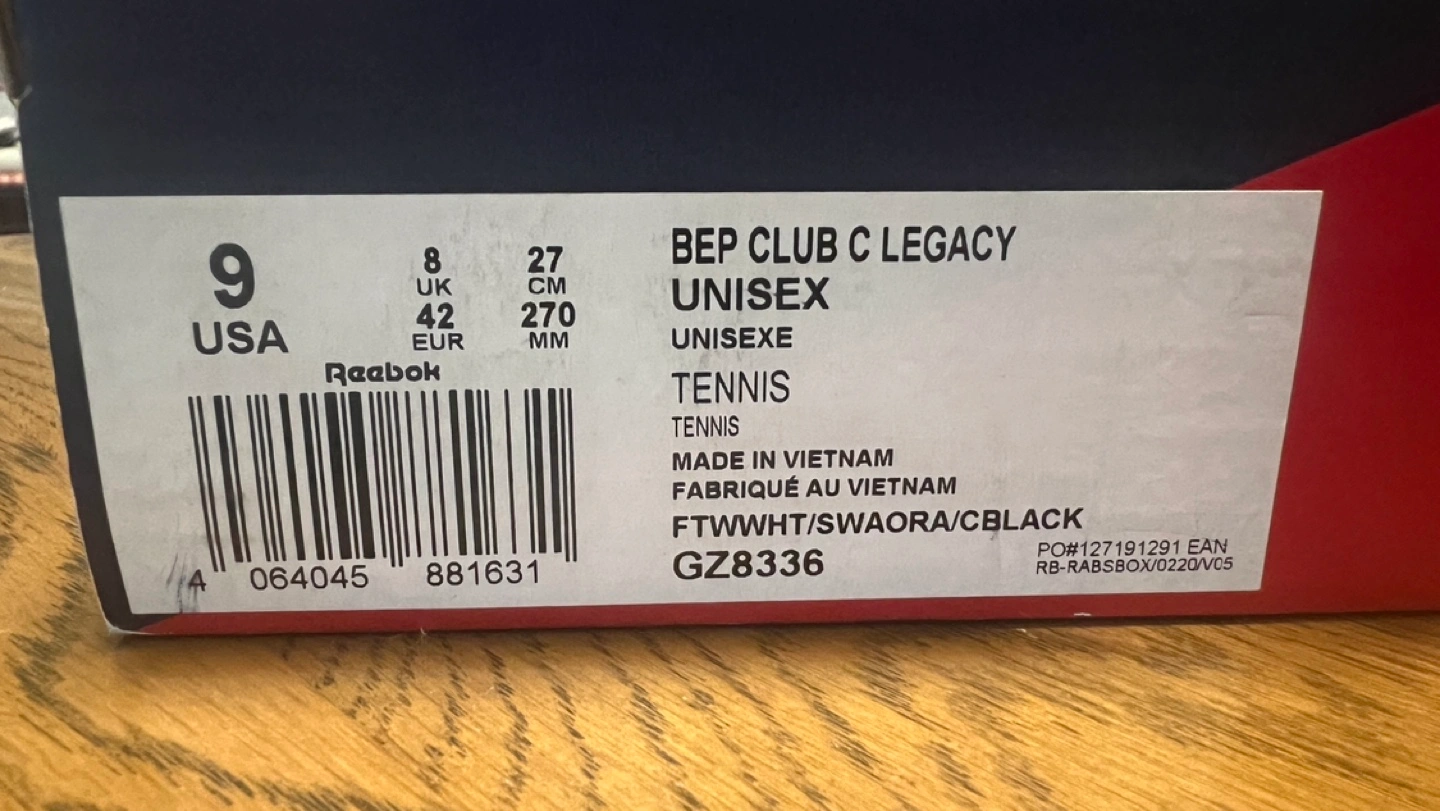 9
USA
8
UK
42
EUR
27
CM
270
MM
Reebok
4 064045 881631
BEP CLUB C LEGACY
UNISEX
UNISEXE
TENNIS
TENNIS
MADE IN VIETNAM
FABRIQUÉ AU VIETNAM
FTWWHT/SWAORA/CBLACK
GZ8336
PO#127191291 EAN
RB-RABSBOX/0220/V05